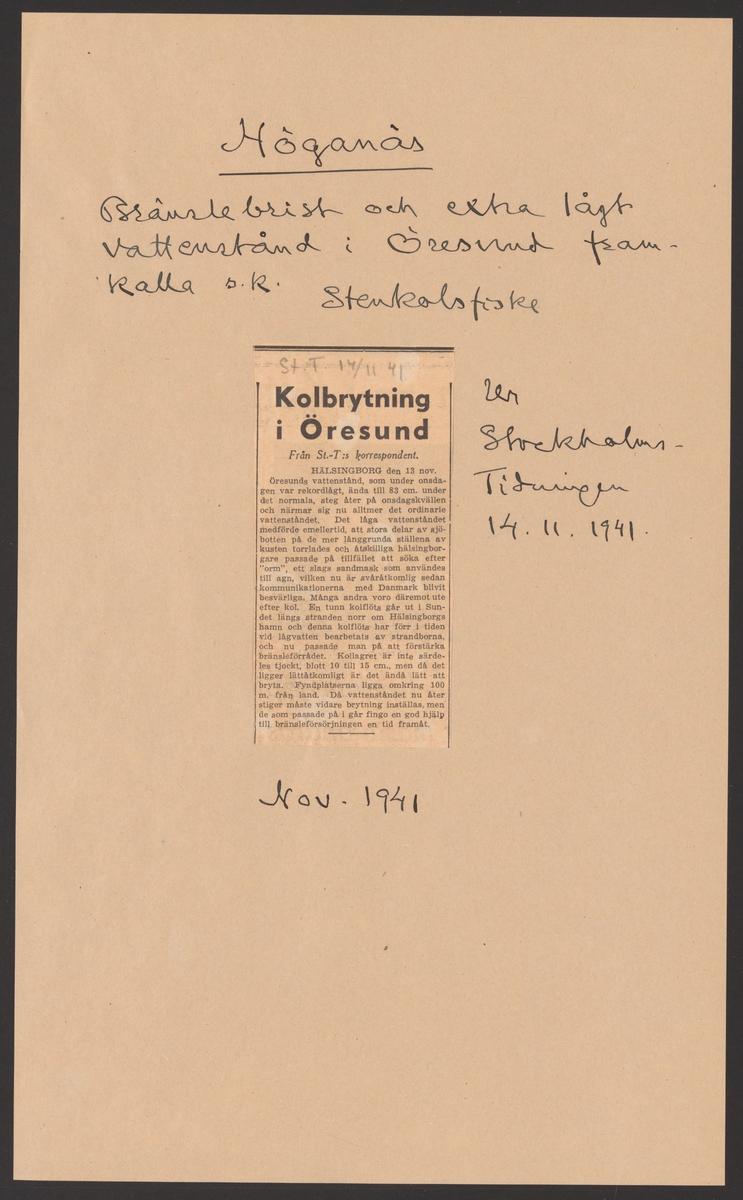 Höganäs
Bränslebrist och extra lågt
vattenstånd i Öresund fram-
kalla s.k. Stenkolsfiske
St. T. 14/11 41
Kolbrytning
i Öresund
Från St.-T:s korrespondent.
HÄLSINGBORG den 13 nov.
Öresunds vattenstånd, som under onsda-
gen var rekordlågt, ända till 83 cm. under
det normala, steg åter på onsdagskvällen
och närmar sig nu alltmer det ordinarie
vattenståndet. Det låga vattenståndet
medförde emellertid, att stora delar av sjö-
botten på de mer långgrunda ställena av
kusten torrlades och åtskilliga hälsingbor-
gare passade på tillfället att söka efter
"orm", ett slags sandmask som användes
till agn, vilken nu är svåråtkomlig sedan
kommunikationerna med Danmark blivit
besvärliga. Många andra voro däremot ute
efter kol. En tunn kolflöts går ut i Sun-
det längs stranden norr om Hälsingborgs
hamn och denna kolflöts har förr i tiden
vid lågvatten bearbetats av strandborna,
och nu passade man på att förstärka
bränsleförrådet. Kollagret är inte särde-
les tjockt, blott 10 till 15 cm., men då det
ligger lättåtkomligt är det ändå lätt att
bryta. Fyndplatserna ligga omkring 100
m. från land. Då vattenståndet nu åter
stiger måste vidare brytning inställas, men
de som passade på i går fingo en god hjälp
till bränsleförsörjningen en tid framåt.
Ur
Stockholms-
Tidningen
14. 11. 1941.
Nov. 1941